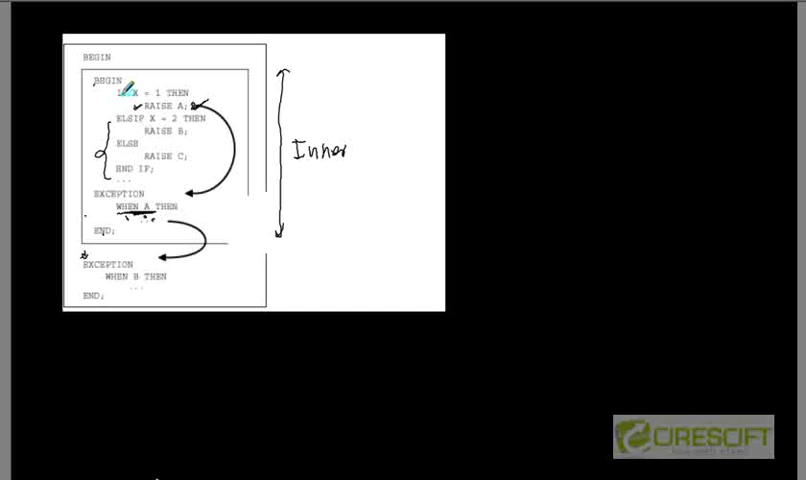 BEGIN
BEGIN
IF X = 1 THEN
RAISE A;
ELSIF X = 2 THEN
RAISE B;
ELSE
RAISE C;
END IF;
...
EXCEPTION
WHEN A THEN
...
END;
EXCEPTION
WHEN B THEN
...
END;
Inner
CIRESOFT